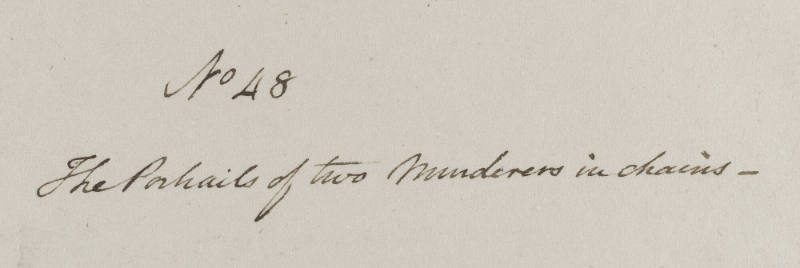 No 48
The Portraits of two Murderers in chains –